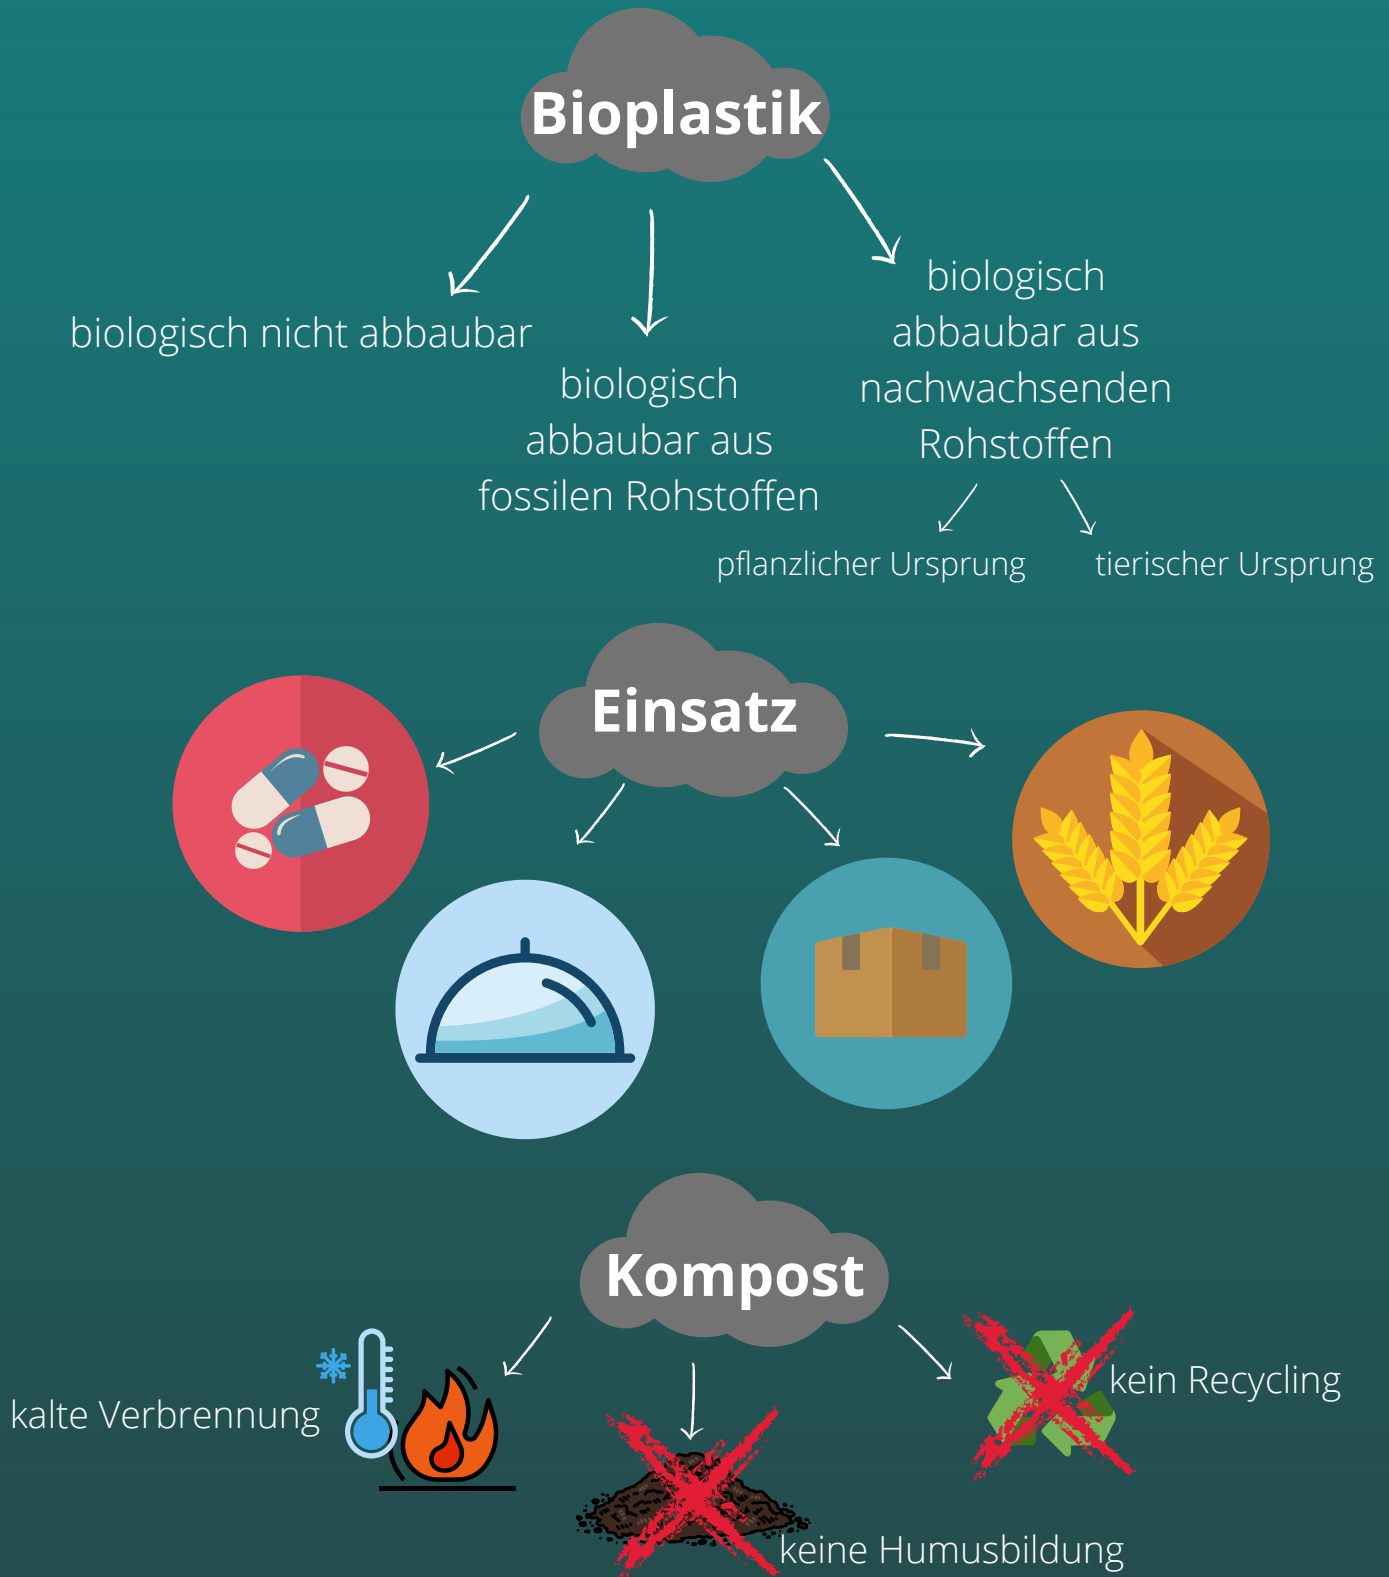 Bioplastik
biologisch nicht abbaubar
biologisch
abbaubar aus
fossilen Rohstoffen
biologisch
abbaubar aus
nachwachsenden
Rohstoffen
pflanzlicher Ursprung
tierischer Ursprung
Einsatz
Kompost
kalte Verbrennung
keine Humusbildung
kein Recycling